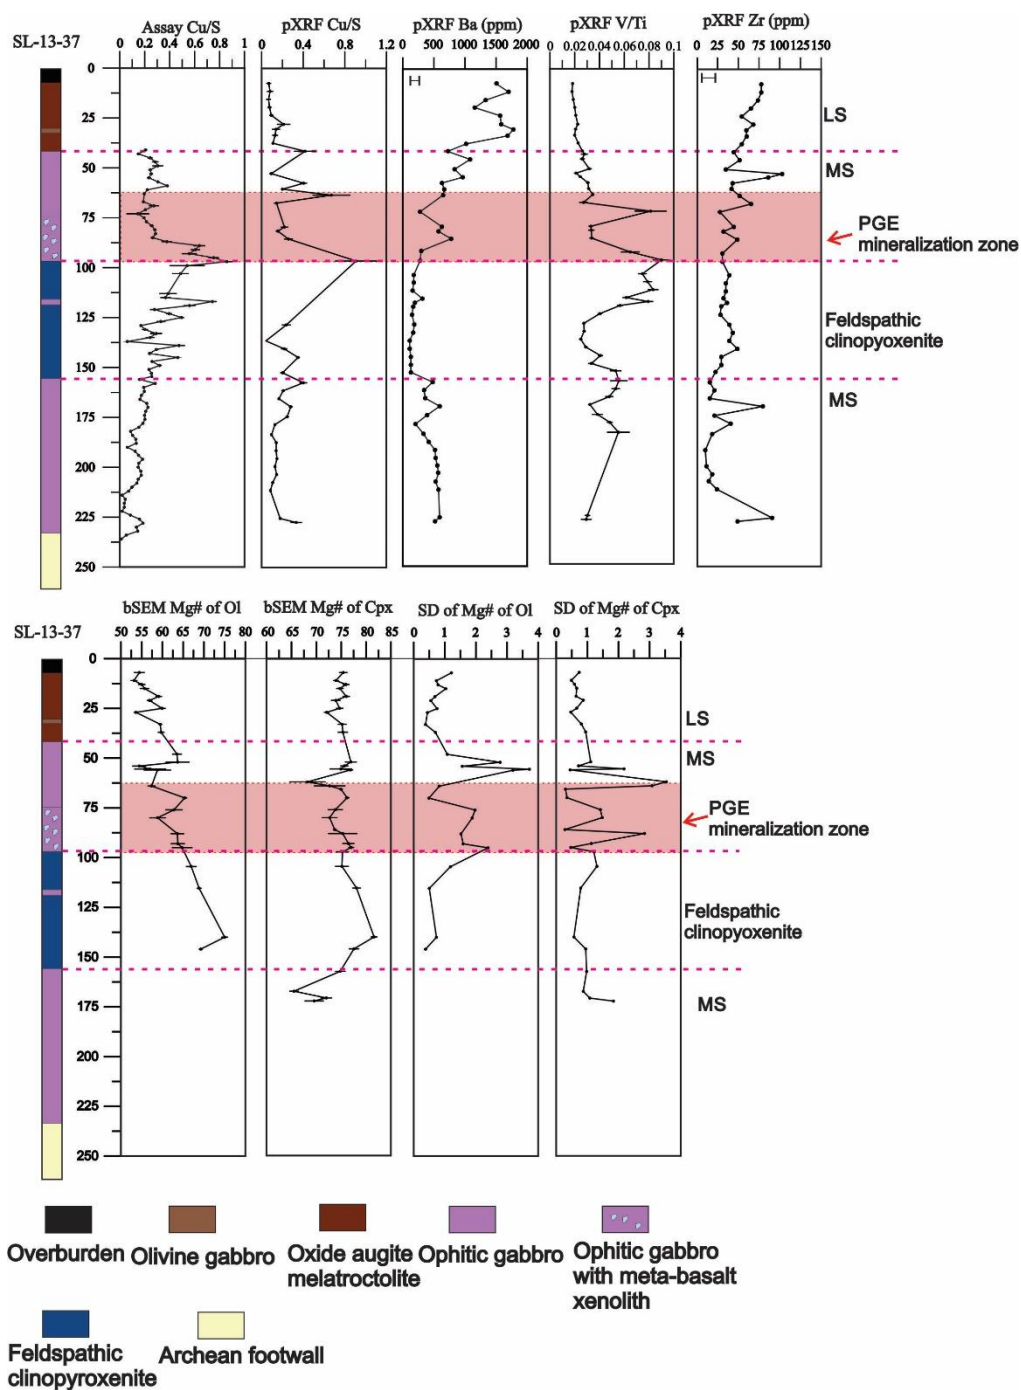 Assay Cu/S pXRF Cu/S pXRF Ba (ppm) pXRF V/Ti pXRF Zr (ppm)
SL-13-37
0 0.2 0.4 0.6 0.8 1 0 0.4 0.8 1.2 0 500 1000 1500 2000 0 0.02 0.04 0.06 0.08 0.1 0 25 50 75 100 125 150
0
25
LS
50
MS
75
PGE
mineralization zone
100
125
Feldspathic
clinopyoxenite
150
MS
175
200
225
250
bSEM Mg# of Ol bSEM Mg# of Cpx SD of Mg# of Ol SD of Mg# of Cpx
SL-13-37
50 55 60 65 70 75 80 60 65 70 75 80 85 0 1 2 3 4 0 1 2 3 4
0
25
LS
50
MS
75
PGE
mineralization zone
100
125
Feldspathic
clinopyoxenite
150
MS
175
200
225
250
Overburden
Olivine gabbro
Oxide augite
melatroctolite
Ophitic gabbro
Ophitic gabbro
with meta-basalt
xenolith
Feldspathic
clinopyroxenite
Archean footwall